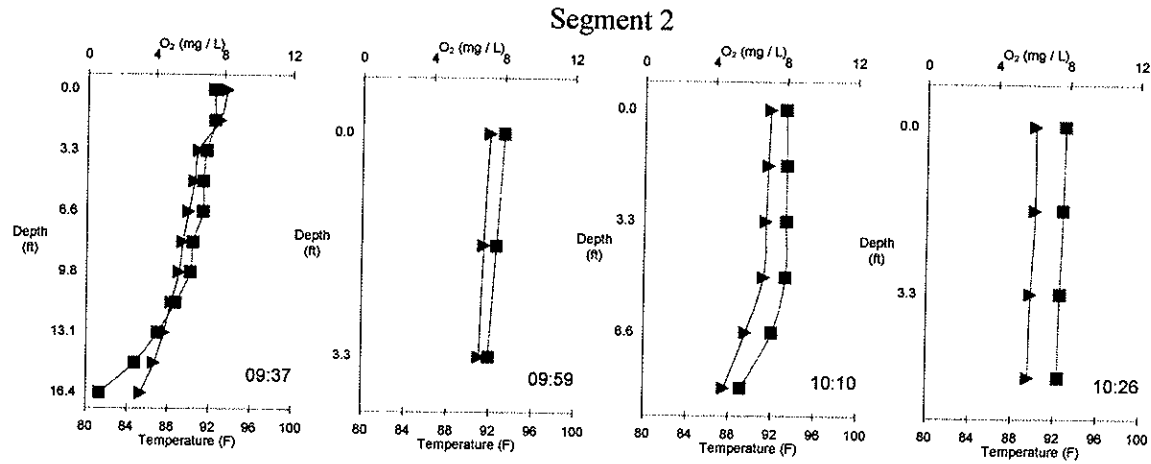 Segment 2
O₂ (mg / L)
0 4 8 12
0.0
3.3
6.6
9.8
13.1
16.4
Depth
(ft)
09:37
80 84 88 92 96 100
Temperature (F)
O₂ (mg / L)
0 4 8 12
0.0
3.3
Depth
(ft)
09:59
80 84 88 92 96 100
Temperature (F)
O₂ (mg / L)
0 4 8 12
0.0
3.3
6.6
Depth
(ft)
10:10
80 84 88 92 96 100
Temperature (F)
O₂ (mg / L)
0 4 8 12
0.0
3.3
Depth
(ft)
10:26
80 84 88 92 96 100
Temperature (F)